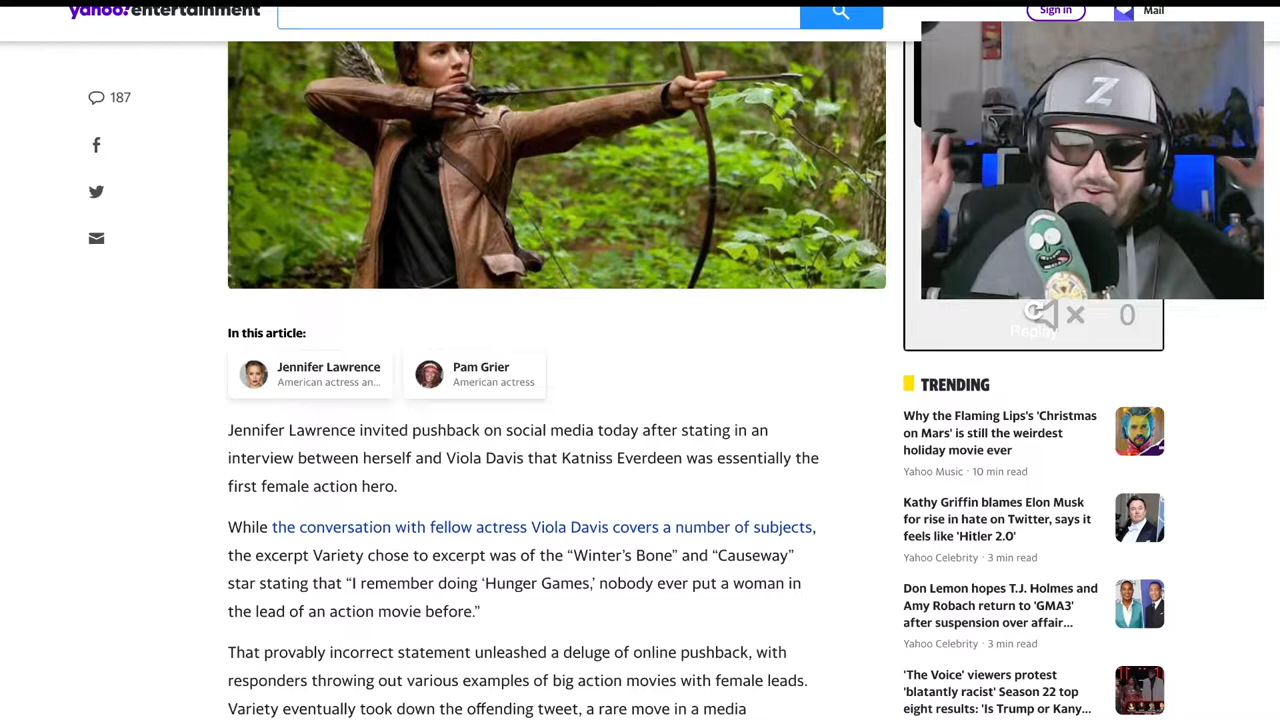 yahoo!entertainment
Sign in
Mail
187
Z
0
Replay
In this article:
Jennifer Lawrence
American actress an...
Pam Grier
American actress
Jennifer Lawrence invited pushback on social media today after stating in an
interview between herself and Viola Davis that Katniss Everdeen was essentially the
first female action hero.
While the conversation with fellow actress Viola Davis covers a number of subjects,
the excerpt Variety chose to excerpt was of the “Winter’s Bone” and “Causeway”
star stating that “I remember doing ‘Hunger Games,’ nobody ever put a woman in
the lead of an action movie before.”
That provably incorrect statement unleashed a deluge of online pushback, with
responders throwing out various examples of big action movies with female leads.
Variety eventually took down the offending tweet, a rare move in a media
TRENDING
Why the Flaming Lips's 'Christmas
on Mars' is still the weirdest
holiday movie ever
Yahoo Music · 10 min read
Kathy Griffin blames Elon Musk
for rise in hate on Twitter, says it
feels like 'Hitler 2.0'
Yahoo Celebrity · 3 min read
Don Lemon hopes T.J. Holmes and
Amy Robach return to 'GMA3'
after suspension over affair...
Yahoo Celebrity · 3 min read
'The Voice' viewers protest
'blatantly racist' Season 22 top
eight results: 'Is Trump or Kany...